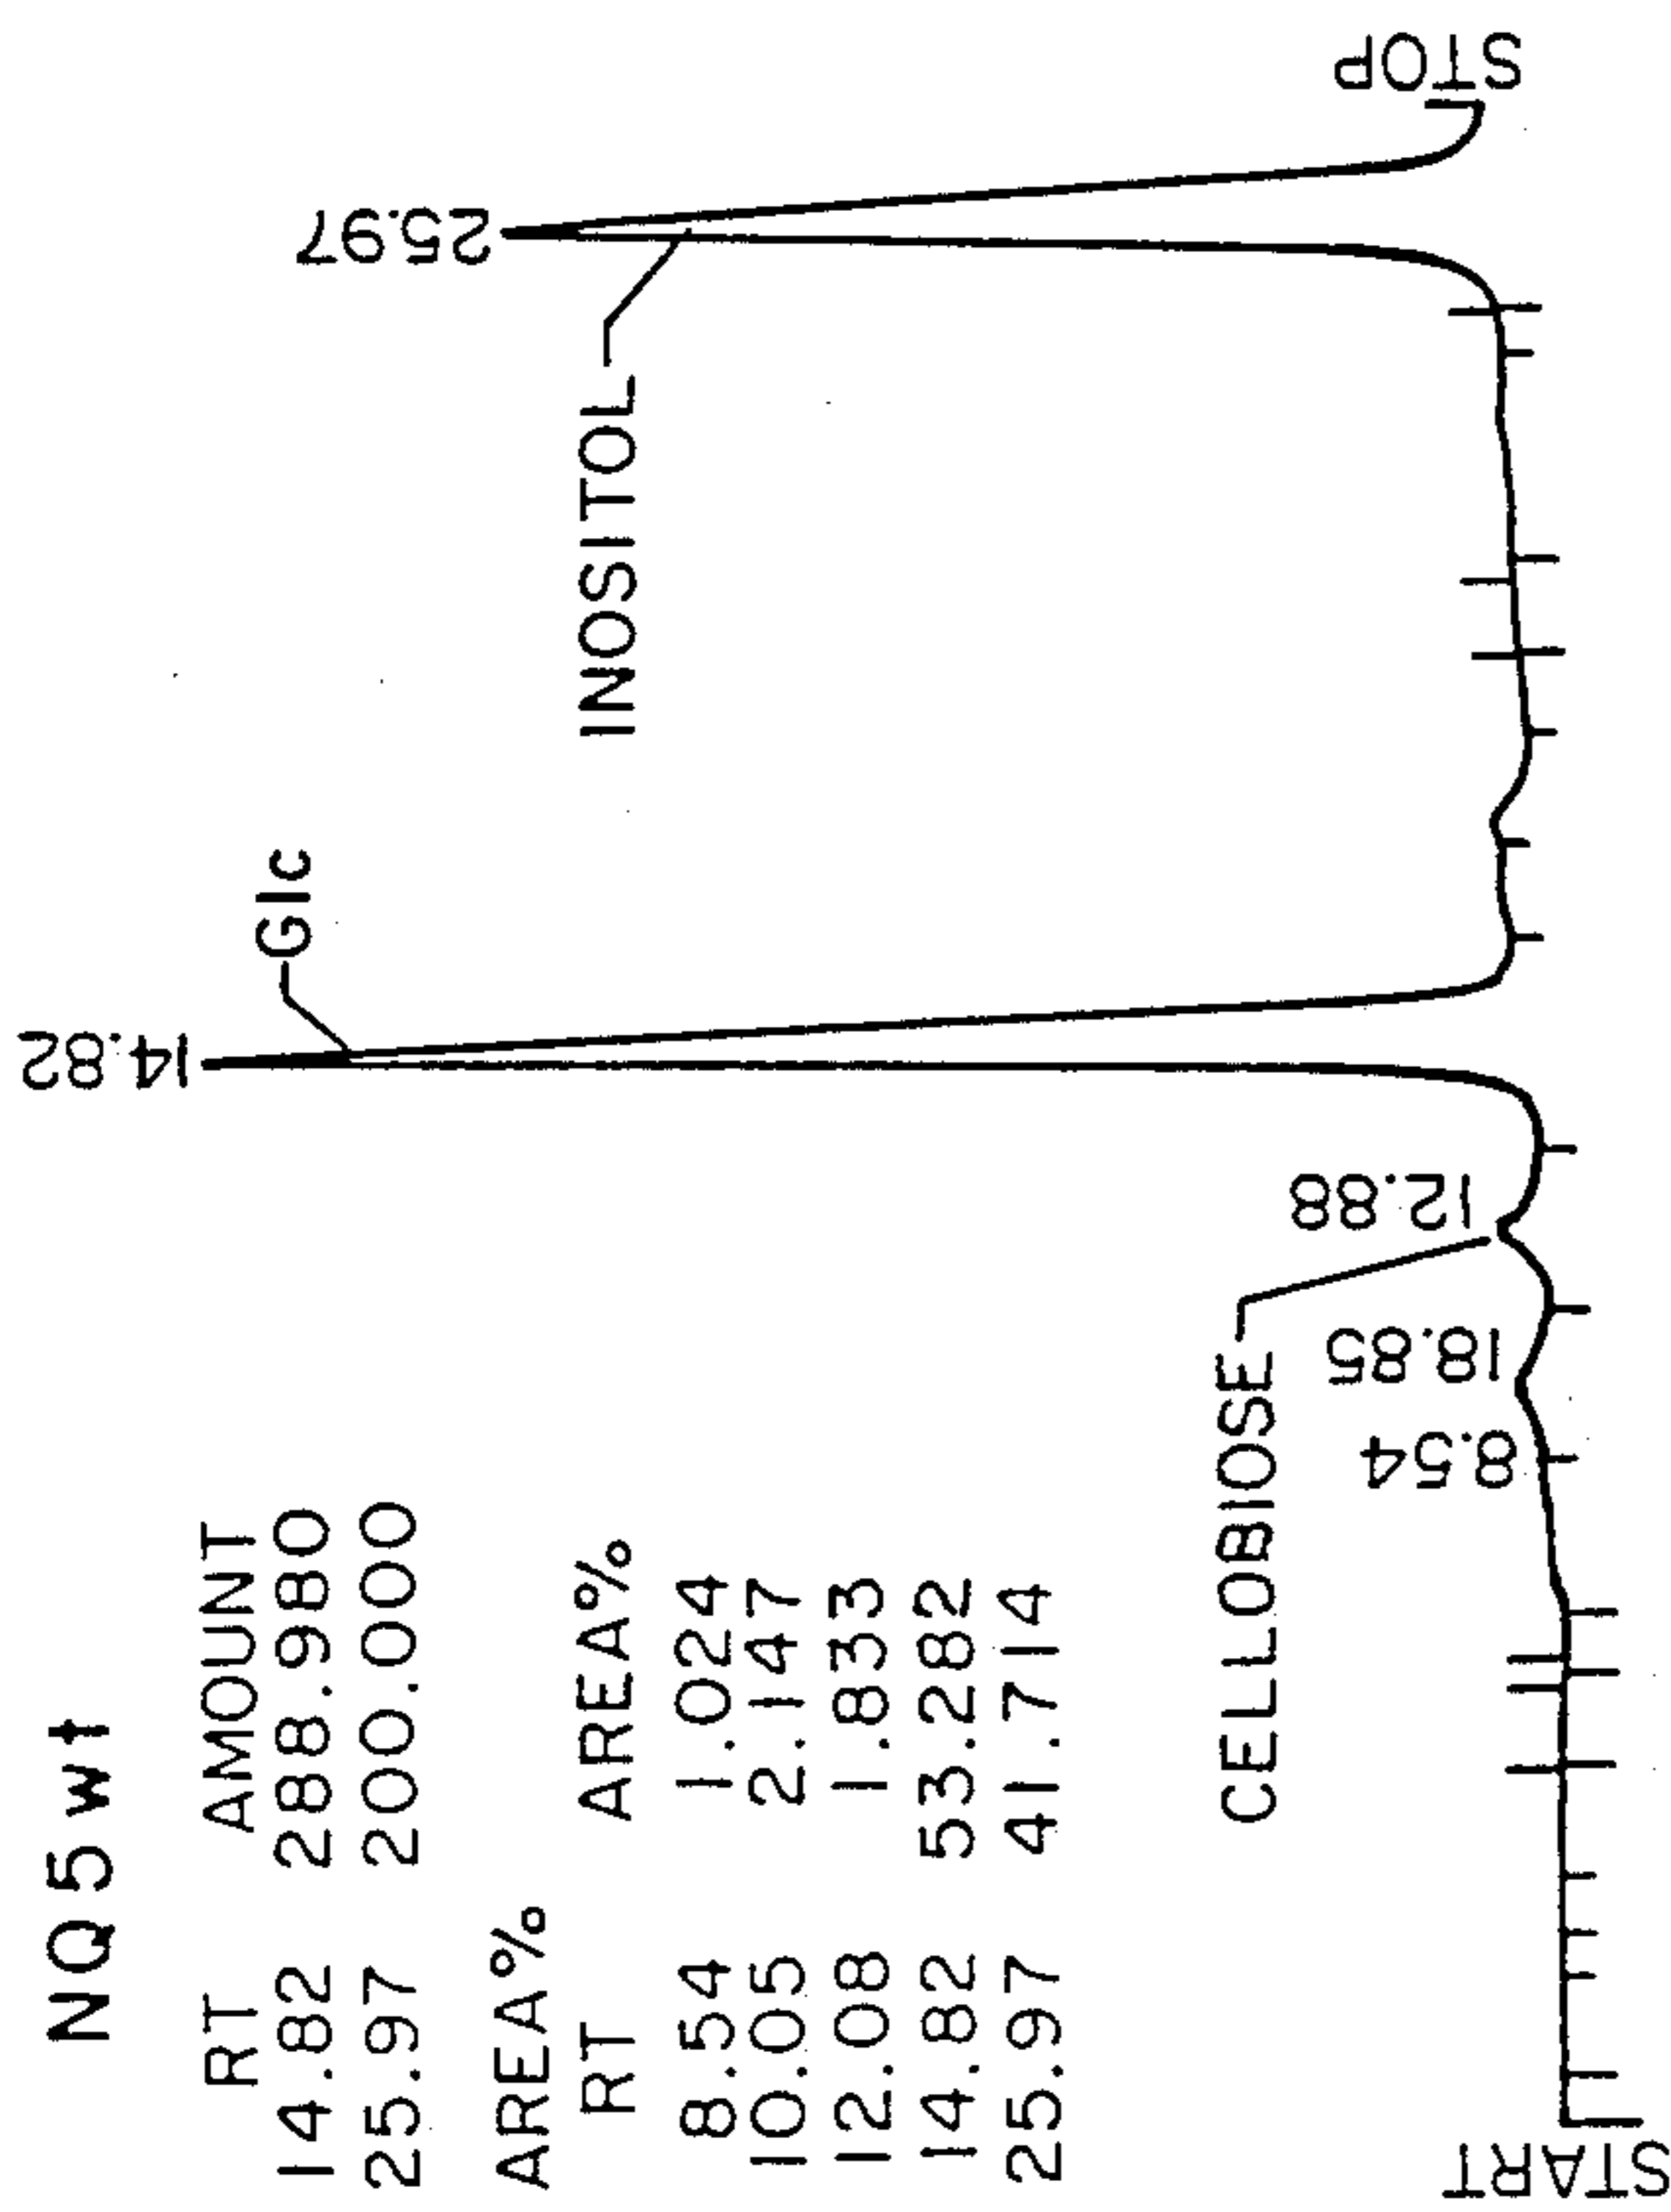 NQ5 wt
RT AMOUNT
14.82 288.980
25.97 200.000
AREA%
RT AREA%
8.54 1.024
10.05 2.147
12.08 1.833
14.82 53.282
25.97 41.714
START
8.54
18.85
12.88
CELLOBIOSE
14.82
Glc
INOSITOL
25.97
STOP